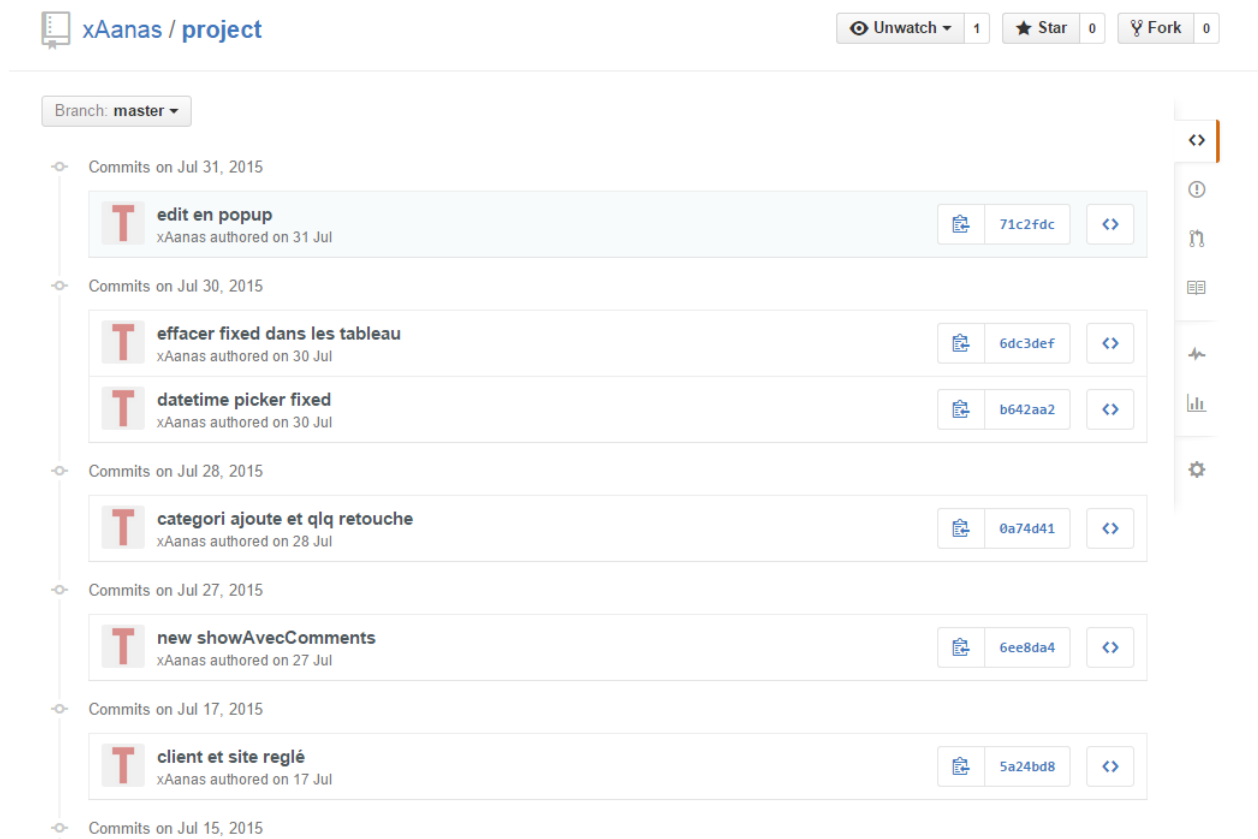 xAanas / project
Unwatch 1 Star 0 Fork 0
Branch: master
Commits on Jul 31, 2015
edit en popup
xAanas authored on 31 Jul
71c2fdc
Commits on Jul 30, 2015
effacer fixed dans les tableau
xAanas authored on 30 Jul
6dc3def
datetime picker fixed
xAanas authored on 30 Jul
b642aa2
Commits on Jul 28, 2015
categori ajoute et qlq retouche
xAanas authored on 28 Jul
0a74d41
Commits on Jul 27, 2015
new showAvecComments
xAanas authored on 27 Jul
6ee8da4
Commits on Jul 17, 2015
client et site reglé
xAanas authored on 17 Jul
5a24bd8
Commits on Jul 15, 2015